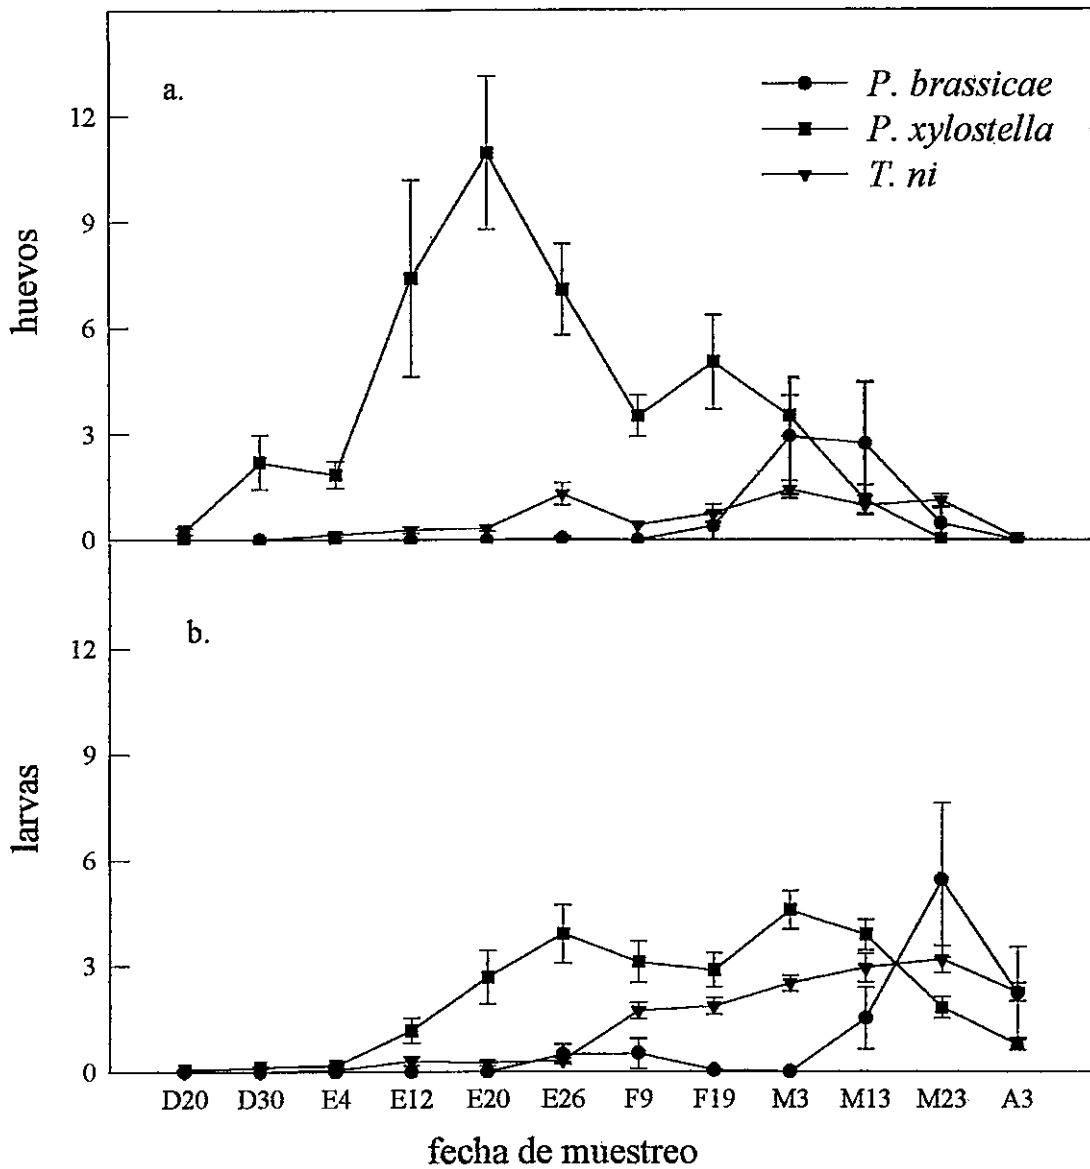 a.
P. brassicae
P. xylostella
T. ni
huevos
12
9
6
3
0
b.
larvas
12
9
6
3
0
D20 D30 E4 E12 E20 E26 F9 F19 M3 M13 M23 A3
fecha de muestreo